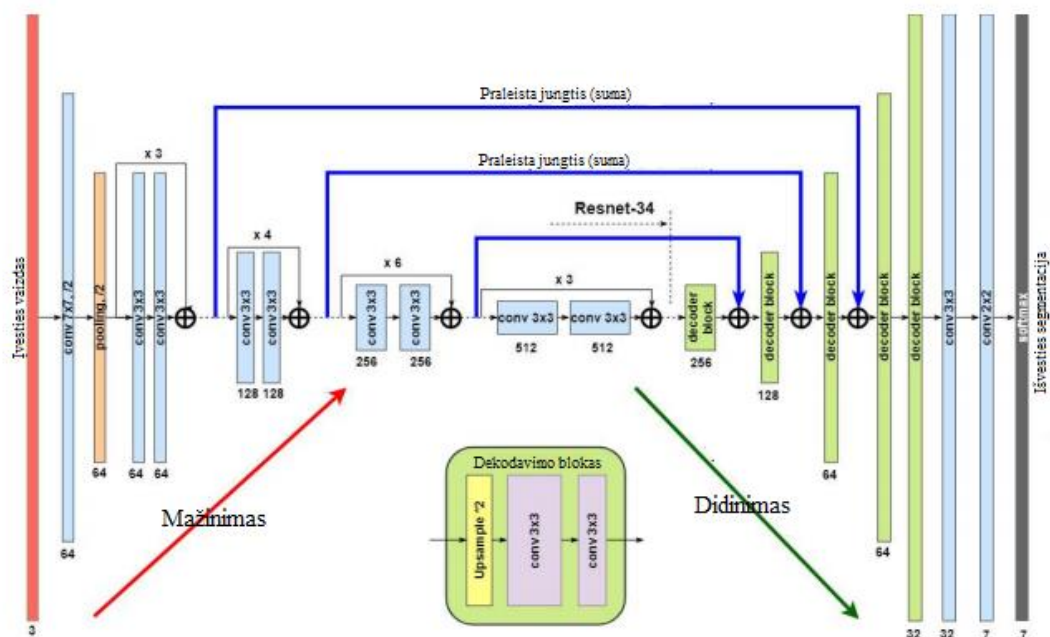 Praleista jungtis (suma)
Praleista jungtis (suma)
Resnet-34
x 3
x 4
x 6
x 3
Įvesties vaizdas
conv 7x7, /2
pooling, /2
conv 3x3
conv 3x3
conv 3x3
conv 3x3
conv 3x3
conv 3x3
conv 3x3
conv 3x3
decoder block
decoder block
decoder block
decoder block
decoder block
conv 3x3
conv 2x2
softmax
Išvesties segmentacija
3
64
64
64
64
128
128
256
256
512
512
256
128
64
64
32
32
7
7
Mažinimas
Didinimas
Dekodavimo blokas
Upsample ^2
conv 3x3
conv 3x3